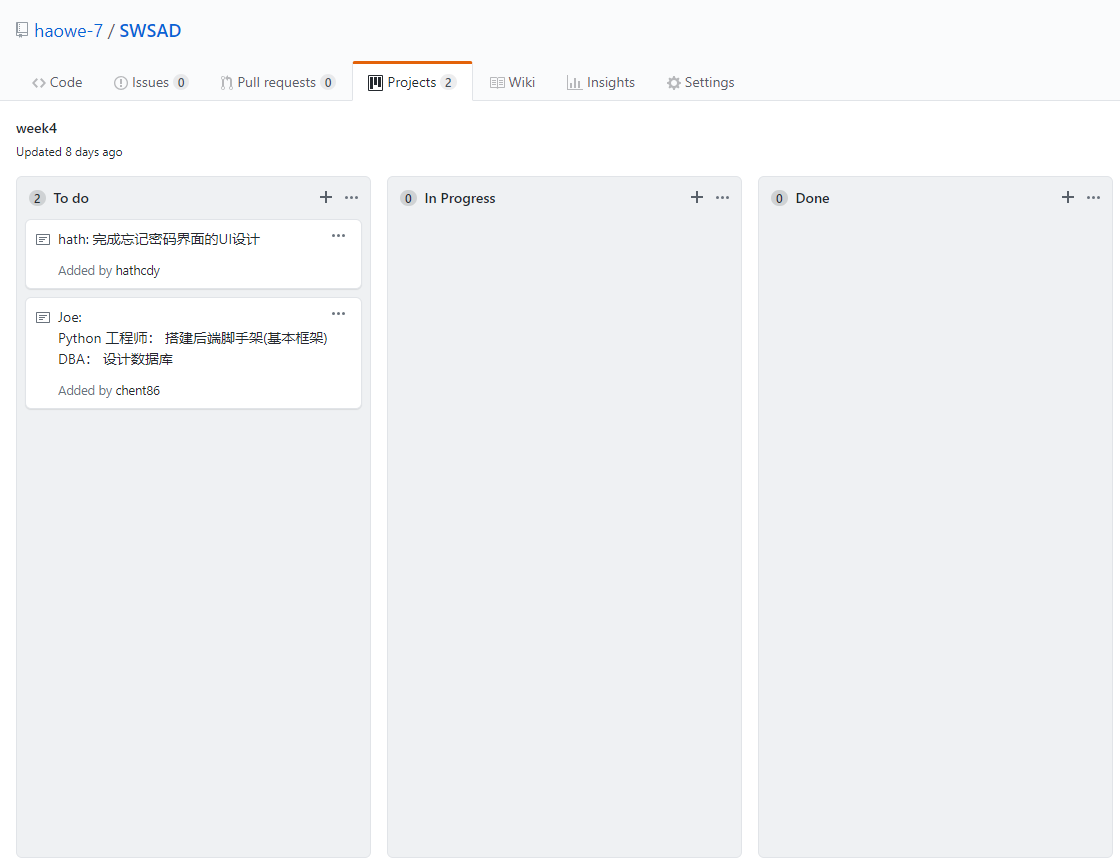 haowe-7 / SWSAD
Code Issues 0 Pull requests 0 Projects 2 Wiki Insights Settings
week4
Updated 8 days ago
2 To do
hath: 完成忘记密码界面的UI设计
Added by hathcdy
Joe:
Python 工程师： 搭建后端脚手架(基本框架)
DBA： 设计数据库
Added by chent86
0 In Progress
0 Done